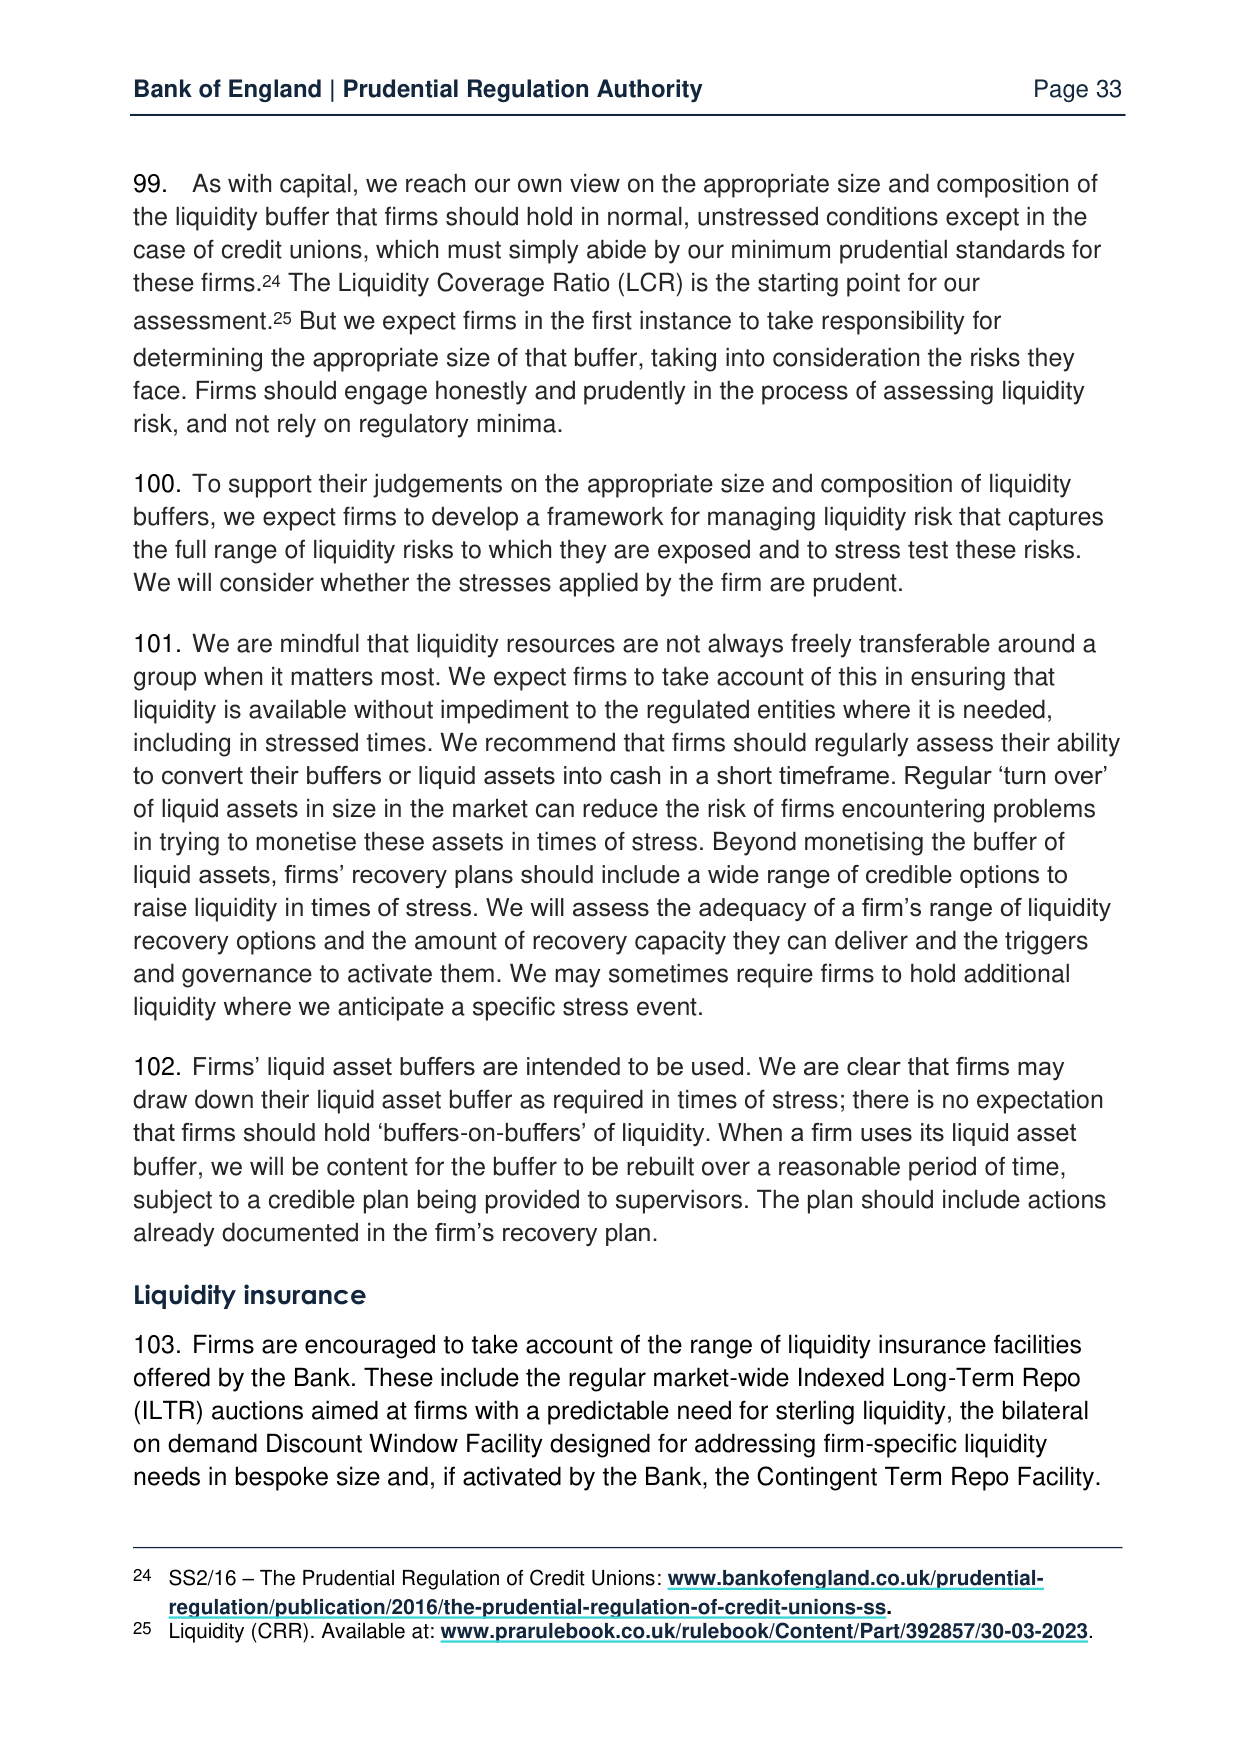 Bank of England | Prudential Regulation Authority Page 33
99. As with capital, we reach our own view on the appropriate size and composition of
the liquidity buffer that firms should hold in normal, unstressed conditions except in the
case of credit unions, which must simply abide by our minimum prudential standards for
these firms.24 The Liquidity Coverage Ratio (LCR) is the starting point for our
assessment.25 But we expect firms in the first instance to take responsibility for
determining the appropriate size of that buffer, taking into consideration the risks they
face. Firms should engage honestly and prudently in the process of assessing liquidity
risk, and not rely on regulatory minima.
100. To support their judgements on the appropriate size and composition of liquidity
buffers, we expect firms to develop a framework for managing liquidity risk that captures
the full range of liquidity risks to which they are exposed and to stress test these risks.
We will consider whether the stresses applied by the firm are prudent.
101. We are mindful that liquidity resources are not always freely transferable around a
group when it matters most. We expect firms to take account of this in ensuring that
liquidity is available without impediment to the regulated entities where it is needed,
including in stressed times. We recommend that firms should regularly assess their ability
to convert their buffers or liquid assets into cash in a short timeframe. Regular ‘turn over’
of liquid assets in size in the market can reduce the risk of firms encountering problems
in trying to monetise these assets in times of stress. Beyond monetising the buffer of
liquid assets, firms’ recovery plans should include a wide range of credible options to
raise liquidity in times of stress. We will assess the adequacy of a firm’s range of liquidity
recovery options and the amount of recovery capacity they can deliver and the triggers
and governance to activate them. We may sometimes require firms to hold additional
liquidity where we anticipate a specific stress event.
102. Firms’ liquid asset buffers are intended to be used. We are clear that firms may
draw down their liquid asset buffer as required in times of stress; there is no expectation
that firms should hold ‘buffers-on-buffers’ of liquidity. When a firm uses its liquid asset
buffer, we will be content for the buffer to be rebuilt over a reasonable period of time,
subject to a credible plan being provided to supervisors. The plan should include actions
already documented in the firm’s recovery plan.
Liquidity insurance
103. Firms are encouraged to take account of the range of liquidity insurance facilities
offered by the Bank. These include the regular market-wide Indexed Long-Term Repo
(ILTR) auctions aimed at firms with a predictable need for sterling liquidity, the bilateral
on demand Discount Window Facility designed for addressing firm-specific liquidity
needs in bespoke size and, if activated by the Bank, the Contingent Term Repo Facility.
24 SS2/16 – The Prudential Regulation of Credit Unions: www.bankofengland.co.uk/prudential-
regulation/publication/2016/the-prudential-regulation-of-credit-unions-ss.
25 Liquidity (CRR). Available at: www.prarulebook.co.uk/rulebook/Content/Part/392857/30-03-2023.